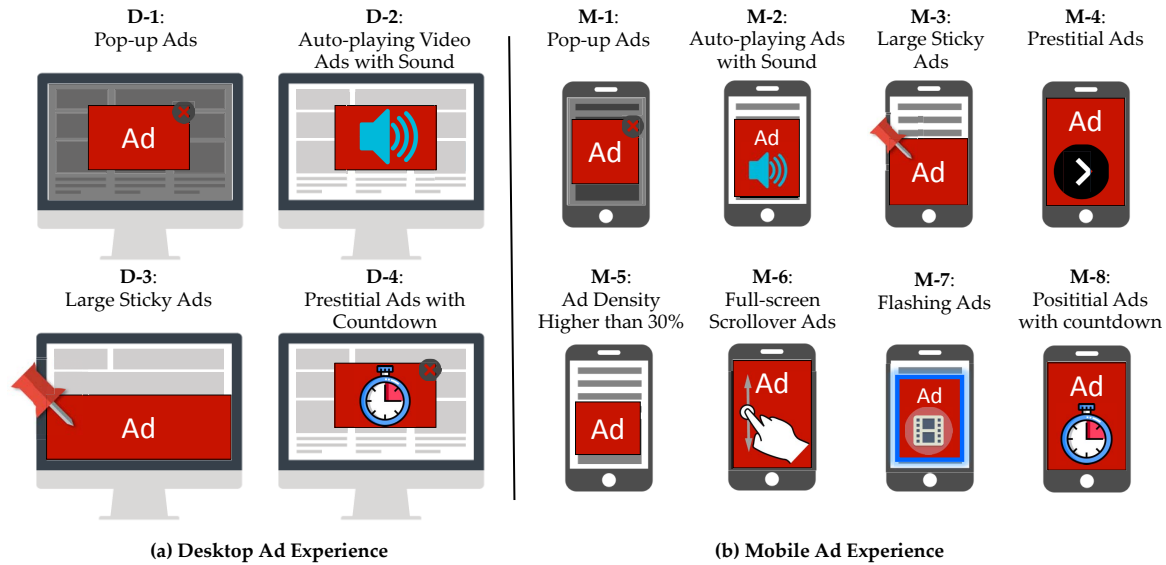 D-1:
Pop-up Ads
Ad
D-2:
Auto-playing Video
Ads with Sound
D-3:
Large Sticky Ads
Ad
D-4:
Prestitial Ads with
Countdown
(a) Desktop Ad Experience
M-1:
Pop-up Ads
Ad
M-2:
Auto-playing Ads
with Sound
Ad
M-3:
Large Sticky
Ads
Ad
M-4:
Prestitial Ads
Ad
M-5:
Ad Density
Higher than 30%
Ad
M-6:
Full-screen
Scrollover Ads
Ad
M-7:
Flashing Ads
Ad
M-8:
Posititial Ads
with countdown
Ad
(b) Mobile Ad Experience